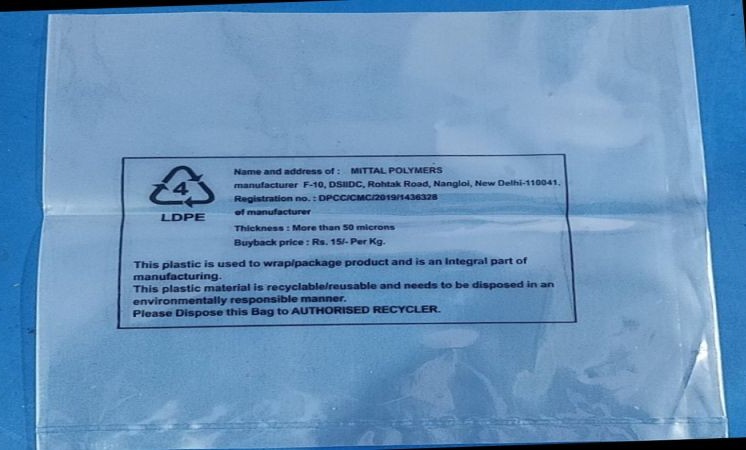 4
LDPE
Name and address of : MITTAL POLYMERS
manufacturer F-10, DSIIDC, Rohtak Road, Nangloi, New Delhi-110041.
Registration no. : DPCC/CMC/2019/1436328
of manufacturer
Thickness : More than 50 microns
Buyback price : Rs. 15/- Per Kg.
This plastic is used to wrap/package product and is an Integral part of
manufacturing.
This plastic material is recyclable/reusable and needs to be disposed in an
environmentally responsible manner.
Please Dispose this Bag to AUTHORISED RECYCLER.